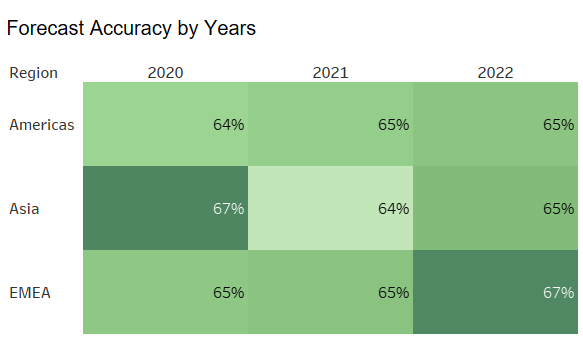 Forecast Accuracy by Years
Region 2020 2021 2022
Americas 64% 65% 65%
Asia 67% 64% 65%
EMEA 65% 65% 67%